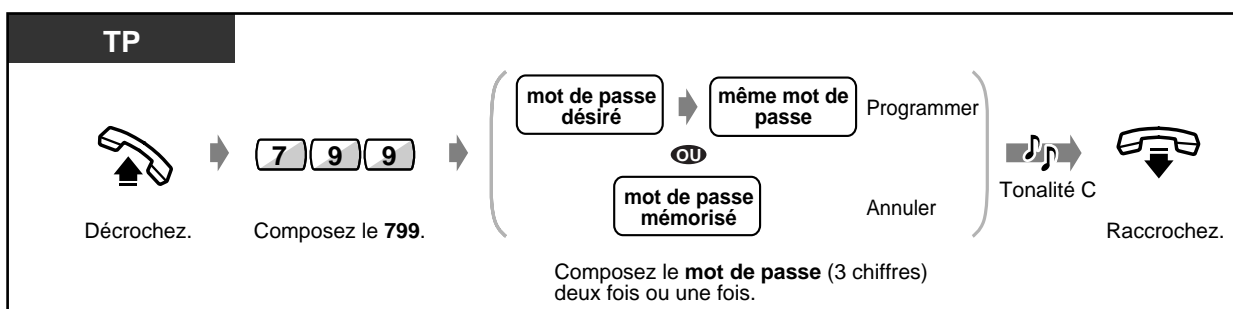 TP
Décrochez.
7 9 9
Composez le 799.
mot de passe
désiré
même mot de
passe
Programmer
OU
mot de passe
mémorisé
Annuler
Composez le mot de passe (3 chiffres)
deux fois ou une fois.
Tonalité C
Raccrochez.